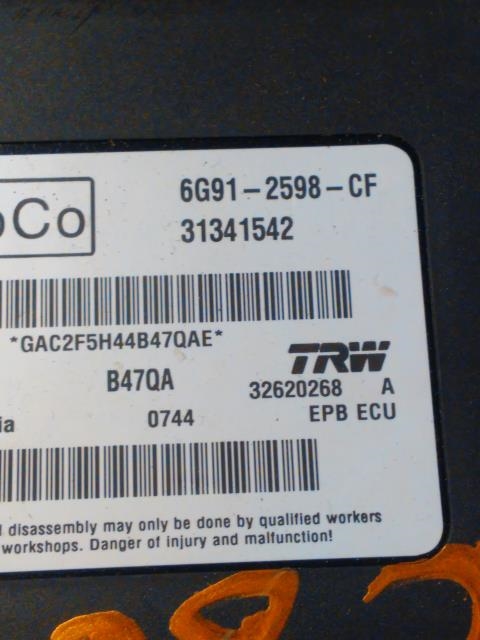 6G91-2598-CF
oCo 31341542
*GAC2F5H44B47QAE*
TRW
B47QA 32620268 A
ia 0744 EPB ECU
disassembly may only be done by qualified workers
workshops. Danger of injury and malfunction!